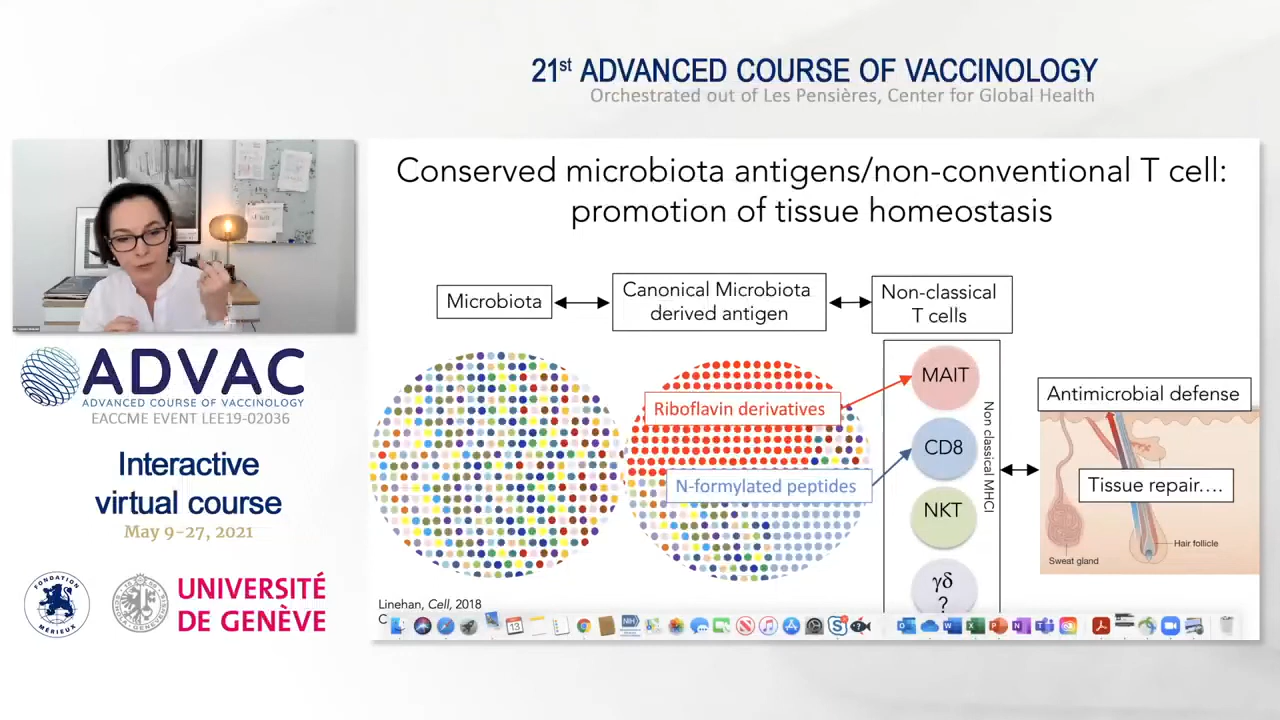 21st ADVANCED COURSE OF VACCINOLOGY
Orchestrated out of Les Pensières, Center for Global Health
ADVAC
ADVANCED COURSE OF VACCINOLOGY
EACCME EVENT LEE19-02036
Interactive
virtual course
May 9-27, 2021
FONDATION
MÉRIEUX
UNIVERSITÉ
DE GENÈVE
Conserved microbiota antigens/non-conventional T cell:
promotion of tissue homeostasis
Microbiota
Canonical Microbiota
derived antigen
Non-classical
T cells
Riboflavin derivatives
N-formylated peptides
MAIT
CD8
NKT
γδ
?
Non classical MHCI
Antimicrobial defense
Tissue repair....
Hair follicle
Sweat gland
Linehan, Cell, 2018
C
13
NIH